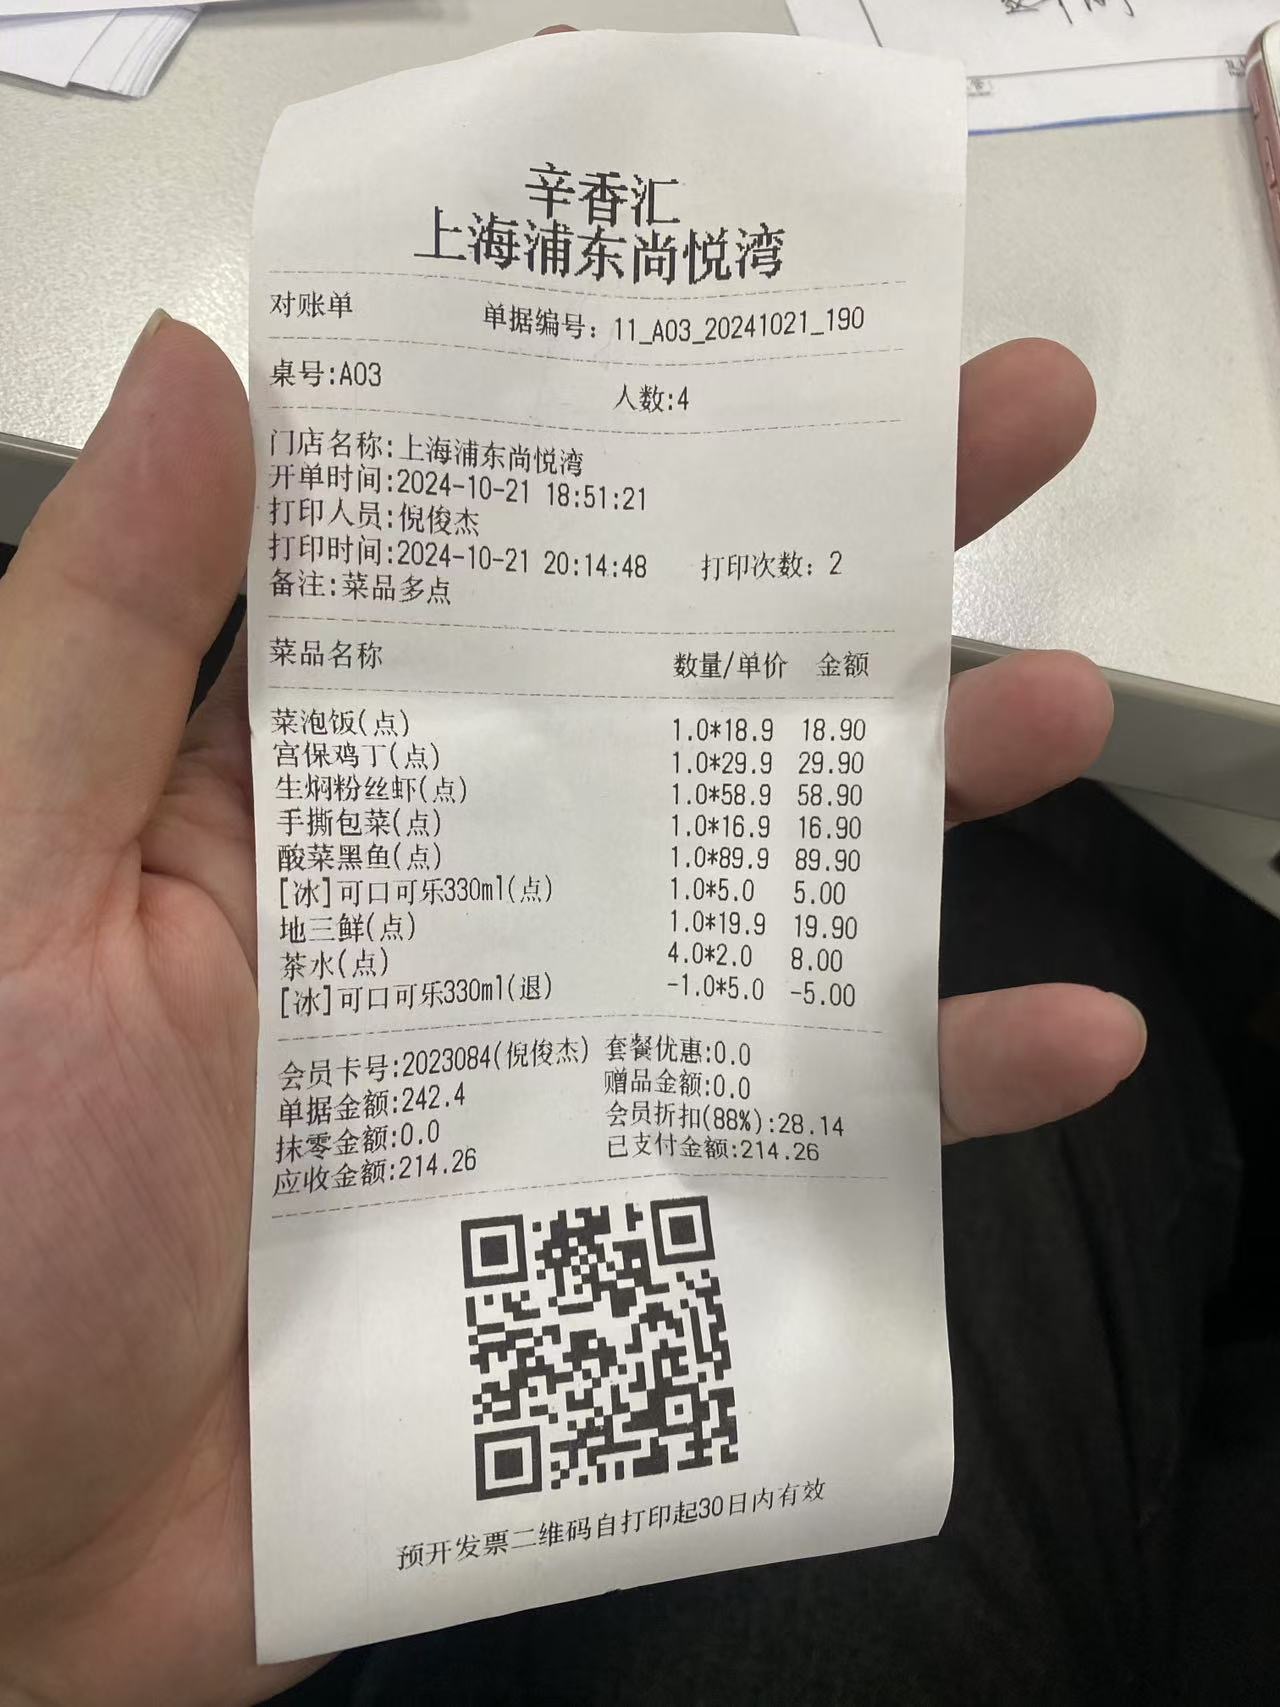 辛香汇
上海浦东尚悦湾
对账单 单据编号：11_A03_20241021_190
桌号:A03 人数:4
门店名称:上海浦东尚悦湾
开单时间:2024-10-21 18:51:21
打印人员:倪俊杰
打印时间:2024-10-21 20:14:48 打印次数：2
备注:菜品多点
菜品名称 数量/单价 金额
菜泡饭(点) 1.0*18.9 18.90
宫保鸡丁(点) 1.0*29.9 29.90
生焖粉丝虾(点) 1.0*58.9 58.90
手撕包菜(点) 1.0*16.9 16.90
酸菜黑鱼(点) 1.0*89.9 89.90
[冰]可口可乐330ml(点) 1.0*5.0 5.00
地三鲜(点) 1.0*19.9 19.90
茶水(点) 4.0*2.0 8.00
[冰]可口可乐330ml(退) -1.0*5.0 -5.00
会员卡号:2023084(倪俊杰) 套餐优惠:0.0
单据金额:242.4 赠品金额:0.0
抹零金额:0.0 会员折扣(88%):28.14
应收金额:214.26 已支付金额:214.26
预开发票二维码自打印起30日内有效